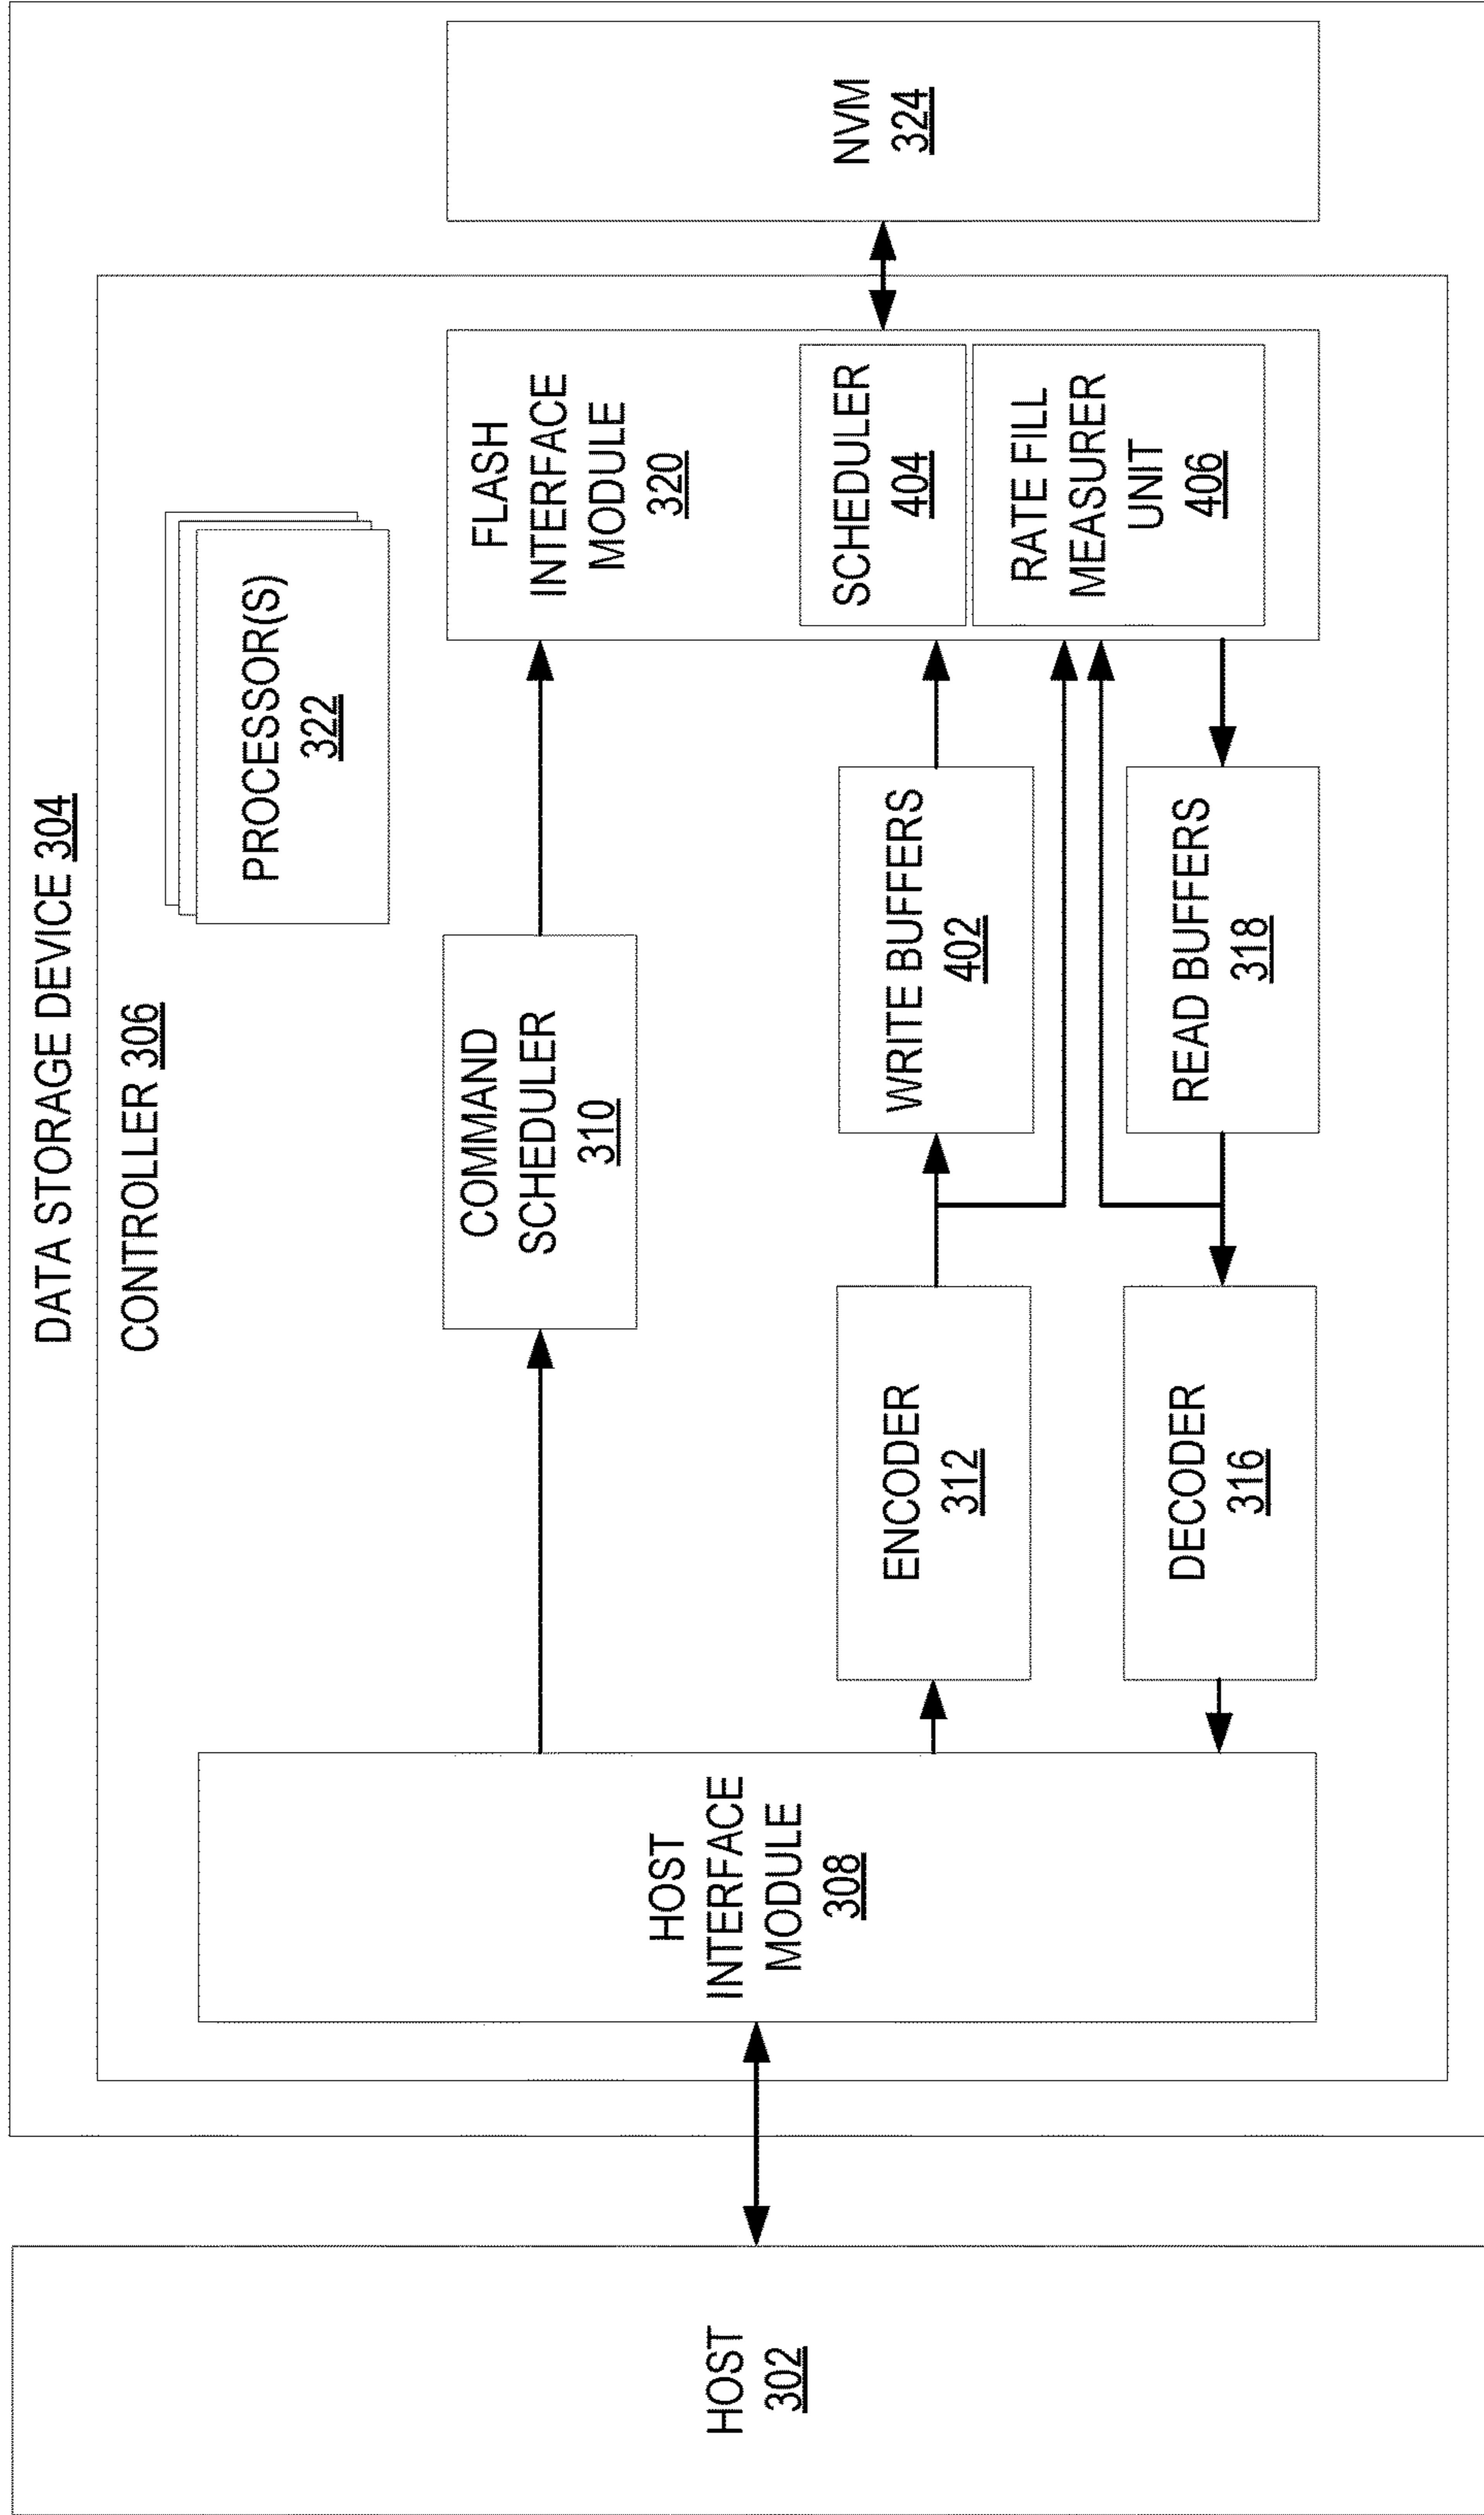 DATA STORAGE DEVICE 304
CONTROLLER 306
HOST
302
HOST
INTERFACE
MODULE
308
COMMAND
SCHEDULER
310
PROCESSOR(S)
322
ENCODER
312
DECODER
316
WRITE BUFFERS
402
READ BUFFERS
318
FLASH
INTERFACE
MODULE
320
SCHEDULER
404
RATE FILL
MEASURER
UNIT
406
NVM
324